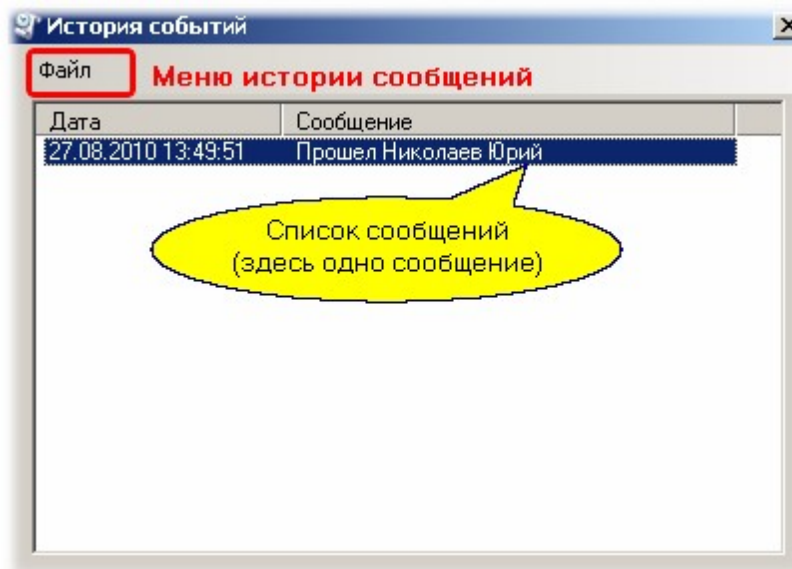 История событий
Файл
Меню истории сообщений
Дата Сообщение
27.08.2010 13:49:51 Прошел Николаев Юрий
Список сообщений
(здесь одно сообщение)